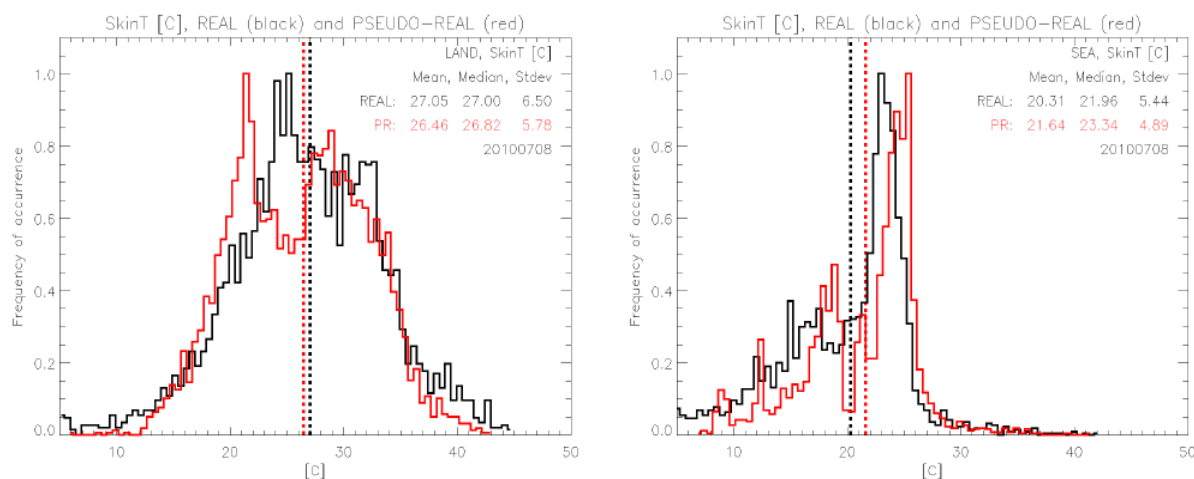 SkinT [C], REAL (black) and PSEUDO-REAL (red)
LAND, SkinT [C]
Mean, Median, Stdev
REAL: 27.05 27.00 6.50
PR: 26.46 26.82 5.78
20100708
Frequency of accurrence
1.0
0.8
0.6
0.4
0.2
0.0
10 20 30 40 50
[C]
SkinT [C], REAL (black) and PSEUDO-REAL (red)
SEA, SkinT [C]
Mean, Median, Stdev
REAL: 20.31 21.96 5.44
PR: 21.64 23.34 4.89
20100708
Frequency of accurrence
1.0
0.8
0.6
0.4
0.2
0.0
10 20 30 40 50
[C]